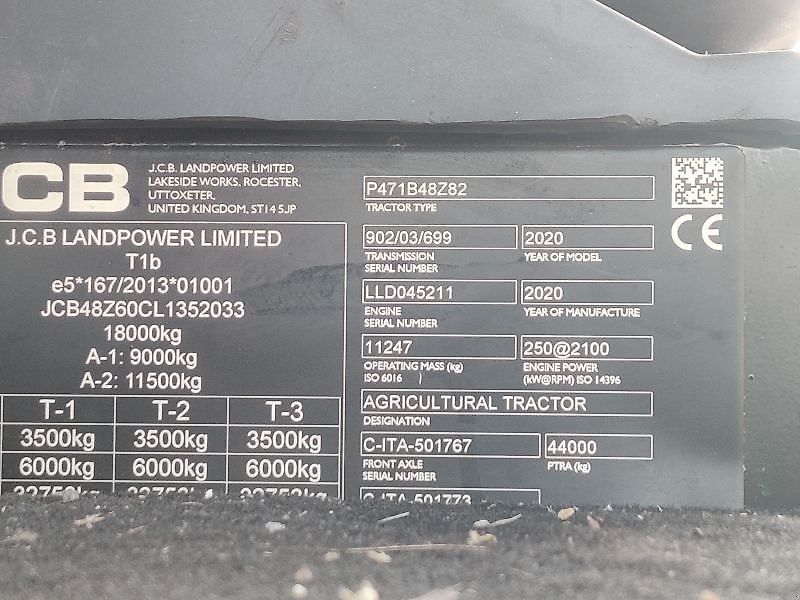 CB
J.C.B. LANDPOWER LIMITED
LAKESIDE WORKS, ROCESTER,
UTTOXETER,
UNITED KINGDOM, ST14 5JP
J.C.B LANDPOWER LIMITED
T1b
e5*167/2013*01001
JCB48Z60CL1352033
18000kg
A-1: 9000kg
A-2: 11500kg
T-1 T-2 T-3
3500kg 3500kg 3500kg
6000kg 6000kg 6000kg
P471B48Z82
TRACTOR TYPE
902/03/699 2020
TRANSMISSION SERIAL NUMBER YEAR OF MODEL
LLD045211 2020
ENGINE SERIAL NUMBER YEAR OF MANUFACTURE
11247 250@2100
OPERATING MASS (kg) ENGINE POWER
ISO 6016 (kW@RPM) ISO 14396
AGRICULTURAL TRACTOR
DESIGNATION
C-ITA-501767 44000
FRONT AXLE SERIAL NUMBER PTRA (kg)
C-ITA-501773
CE